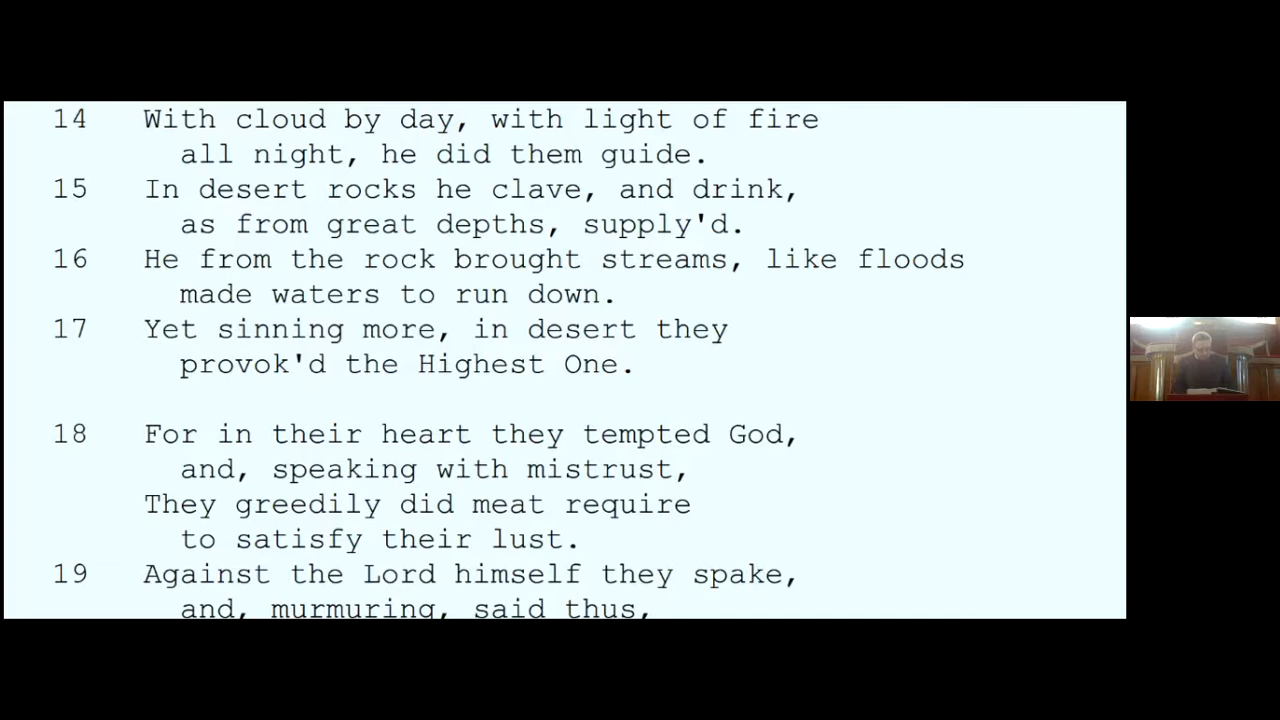 14 With cloud by day, with light of fire
all night, he did them guide.
15 In desert rocks he clave, and drink,
as from great depths, supply'd.
16 He from the rock brought streams, like floods
made waters to run down.
17 Yet sinning more, in desert they
provok'd the Highest One.
18 For in their heart they tempted God,
and, speaking with mistrust,
They greedily did meat require
to satisfy their lust.
19 Against the Lord himself they spake,
and, murmuring, said thus,